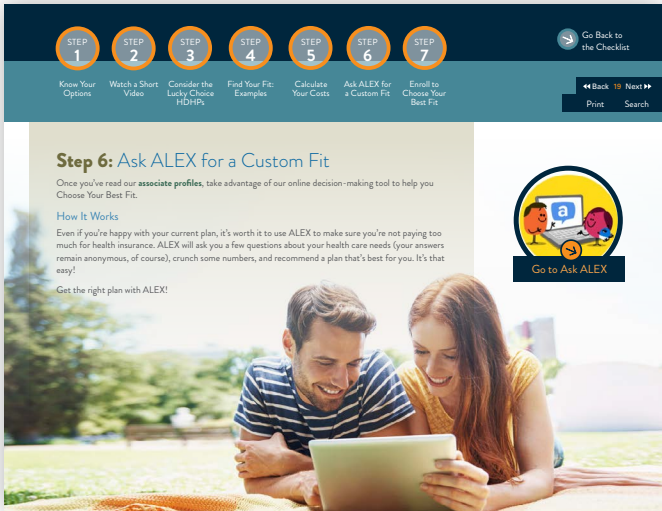 STEP
1
STEP
2
STEP
3
STEP
4
STEP
5
STEP
6
STEP
7
Go Back to
the Checklist
Know Your
Options
Watch a Short
Video
Consider the
Lucky Choice
HDHPs
Find Your Fit:
Examples
Calculate
Your Costs
Ask ALEX for
a Custom Fit
Enroll to
Choose Your
Best Fit
Back 19 Next
Print Search
Step 6: Ask ALEX for a Custom Fit
Once you've read our associate profiles, take advantage of our online decision-making tool to help you
Choose Your Best Fit.
How It Works
Even if you're happy with your current plan, it's worth it to use ALEX to make sure you're not paying too
much for health insurance. ALEX will ask you a few questions about your health care needs (your answers
remain anonymous, of course), crunch some numbers, and recommend a plan that's best for you. It's that
easy!
Get the right plan with ALEX!
a
Go to Ask ALEX